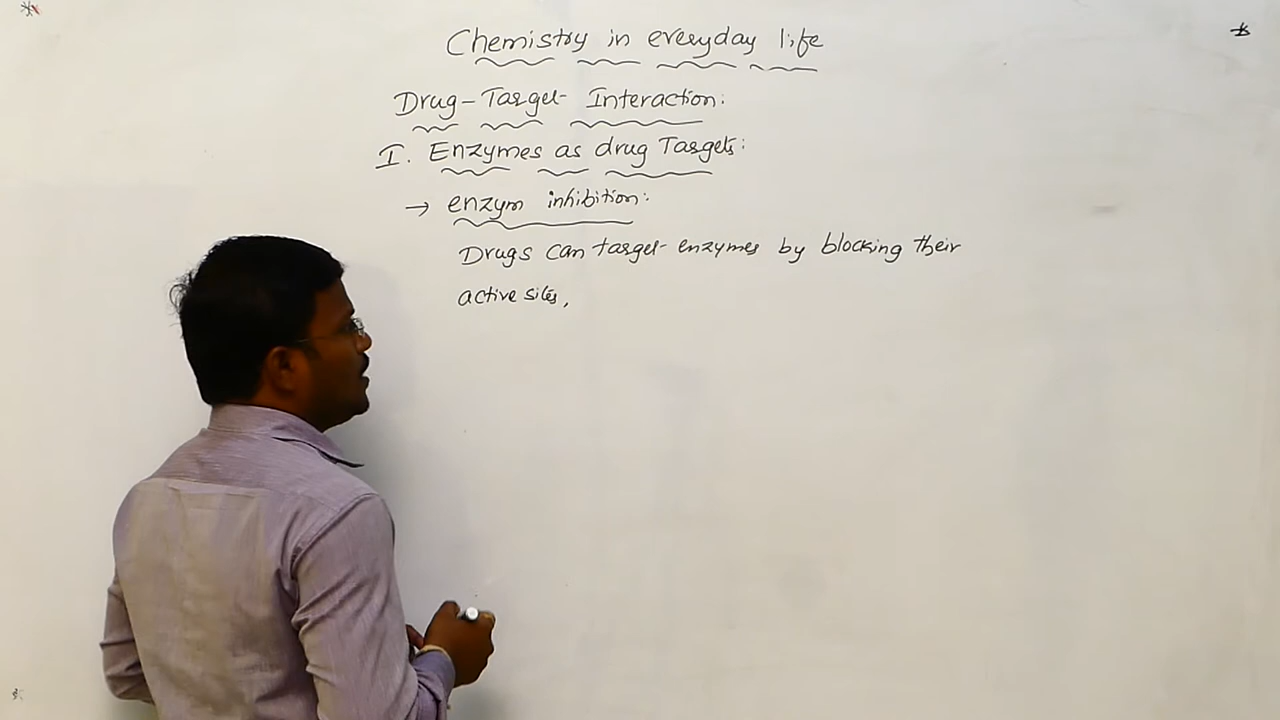 Chemistry in everyday life
Drug-Target Interaction:
I. Enzymes as drug Targets:
→ enzym inhibition:
Drugs can target enzymes by blocking their
active sites,